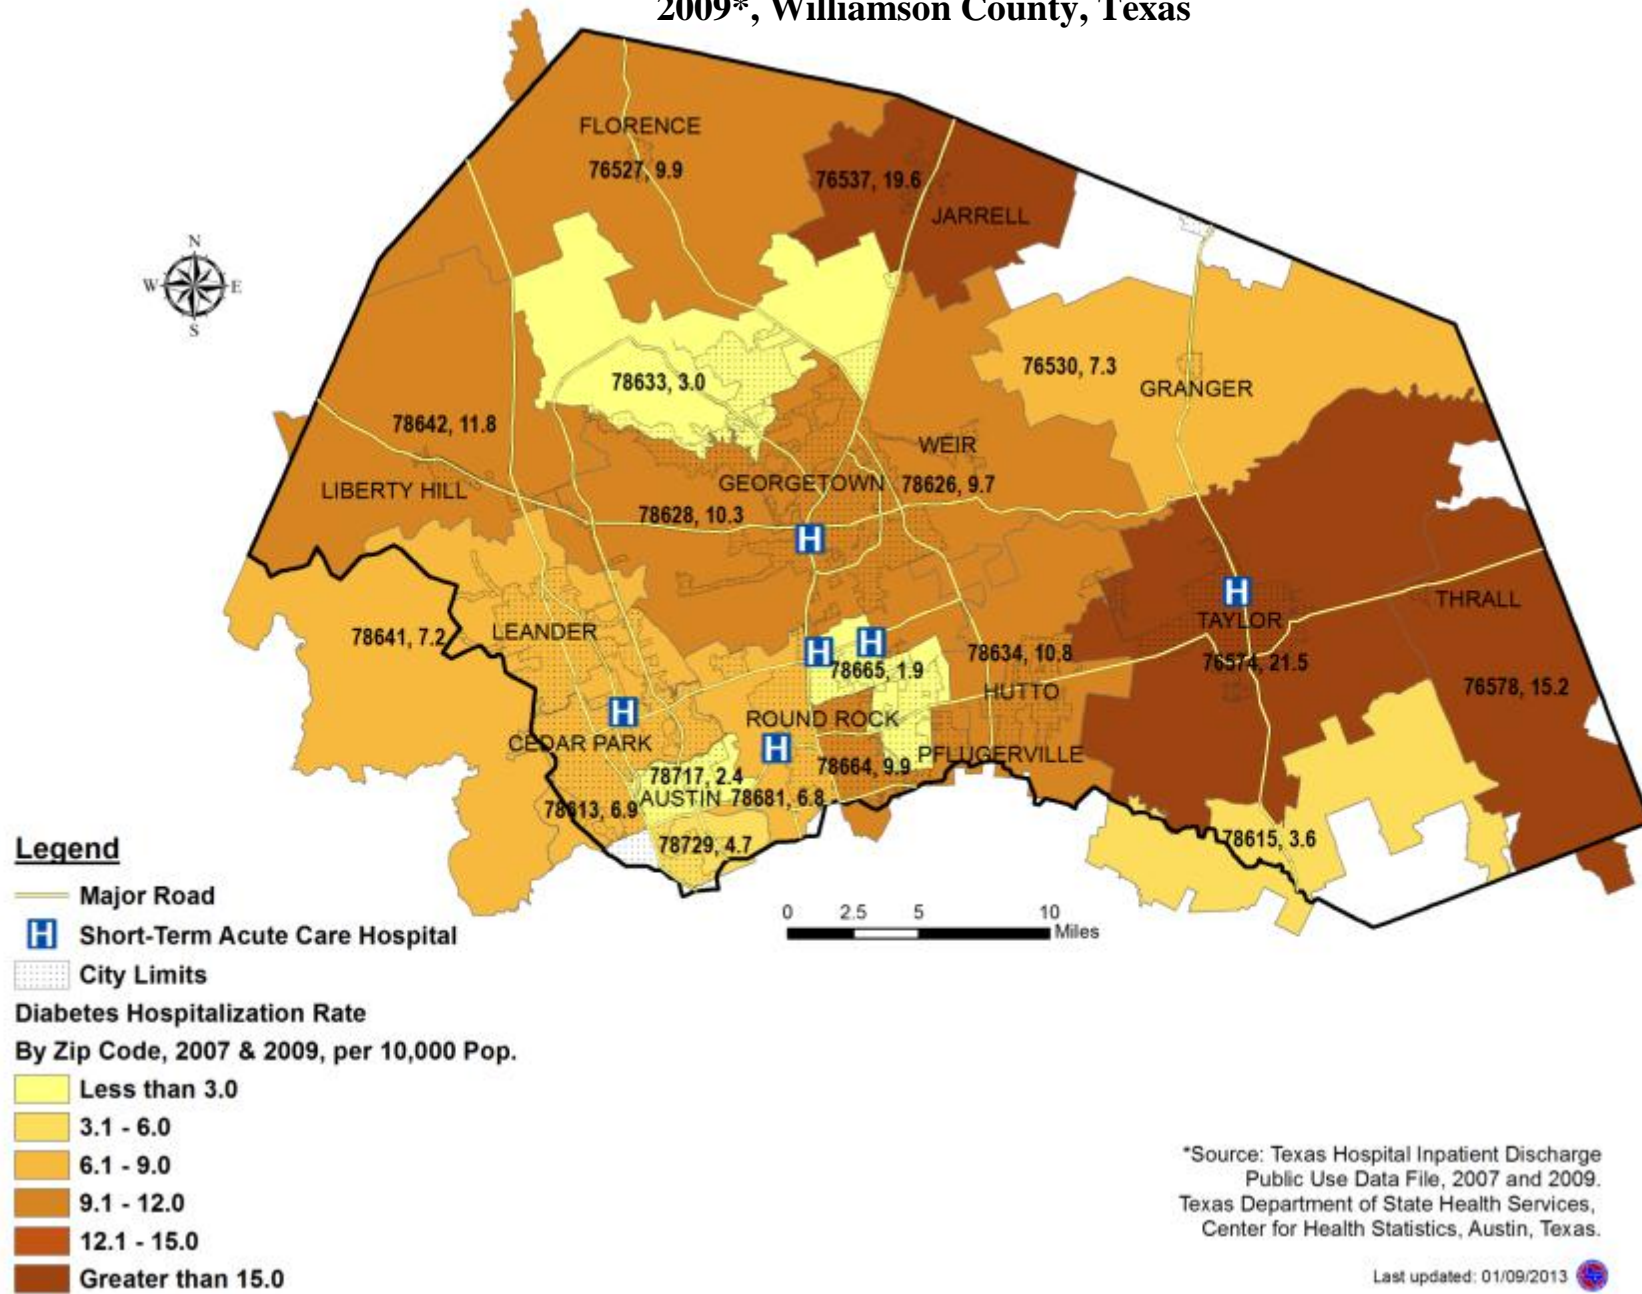 2009*, Williamson County, Texas
FLORENCE
76527, 9.9
76537, 19.6
JARRELL
N
W E
S
76530, 7.3
GRANGER
78633, 3.0
78642, 11.8
WEIR
LIBERTY HILL
GEORGETOWN
78626, 9.7
78628, 10.3
H
H
THRALL
TAYLOR
LEANDER
78641, 7.2
H
H
78665, 1.9
78634, 10.8
76574, 21.5
76578, 15.2
HUTTO
H
ROUND ROCK
CEDAR PARK
H
PFLUGERVILLE
78664, 9.9
78717, 2.4
AUSTIN
78681, 6.8
78613, 6.9
78729, 4.7
78615, 3.6
0 2.5 5 10
Miles
Legend
Major Road
H Short-Term Acute Care Hospital
City Limits
Diabetes Hospitalization Rate
By Zip Code, 2007 & 2009, per 10,000 Pop.
Less than 3.0
3.1 - 6.0
6.1 - 9.0
9.1 - 12.0
12.1 - 15.0
Greater than 15.0
*Source: Texas Hospital Inpatient Discharge
Public Use Data File, 2007 and 2009.
Texas Department of State Health Services,
Center for Health Statistics, Austin, Texas.
Last updated: 01/09/2013